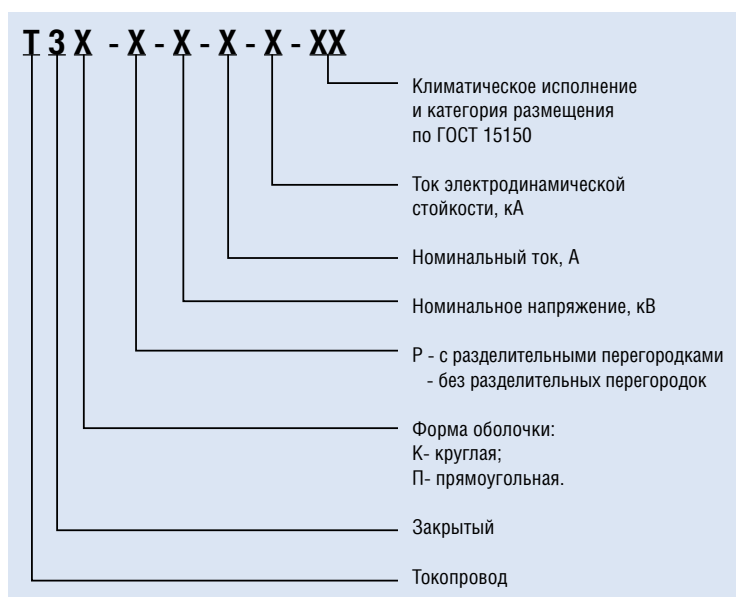 Т З Х - Х - Х - Х - Х - ХХ
Климатическое исполнение
и категория размещения
по ГОСТ 15150
Ток электродинамической
стойкости, кА
Номинальный ток, А
Номинальное напряжение, кВ
Р - с разделительными перегородками
- без разделительных перегородок
Форма оболочки:
К- круглая;
П- прямоугольная.
Закрытый
Токопровод